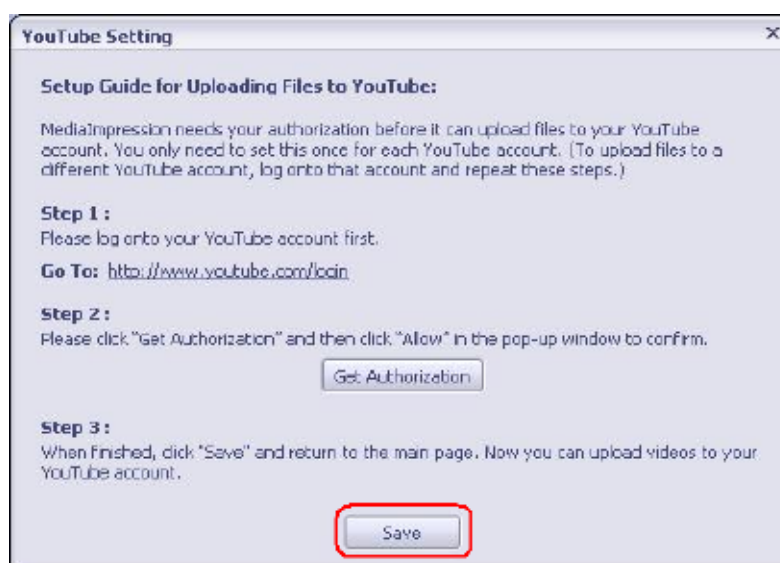 YouTube Setting
Setup Guide for Uploading Files to YouTube:
MediaImpression needs your authorization before it can upload files to your YouTube
account. You only need to set this once for each YouTube account. (To upload files to a
different YouTube account, log onto that account and repeat these steps.)
Step 1 :
Please log onto your YouTube account first.
Go To: http://www.youtube.com/login
Step 2 :
Please click "Get Authorization" and then click "Allow" in the pop-up window to confirm.
Get Authorization
Step 3 :
When finished, click "Save" and return to the main page. Now you can upload videos to your
YouTube account.
Save